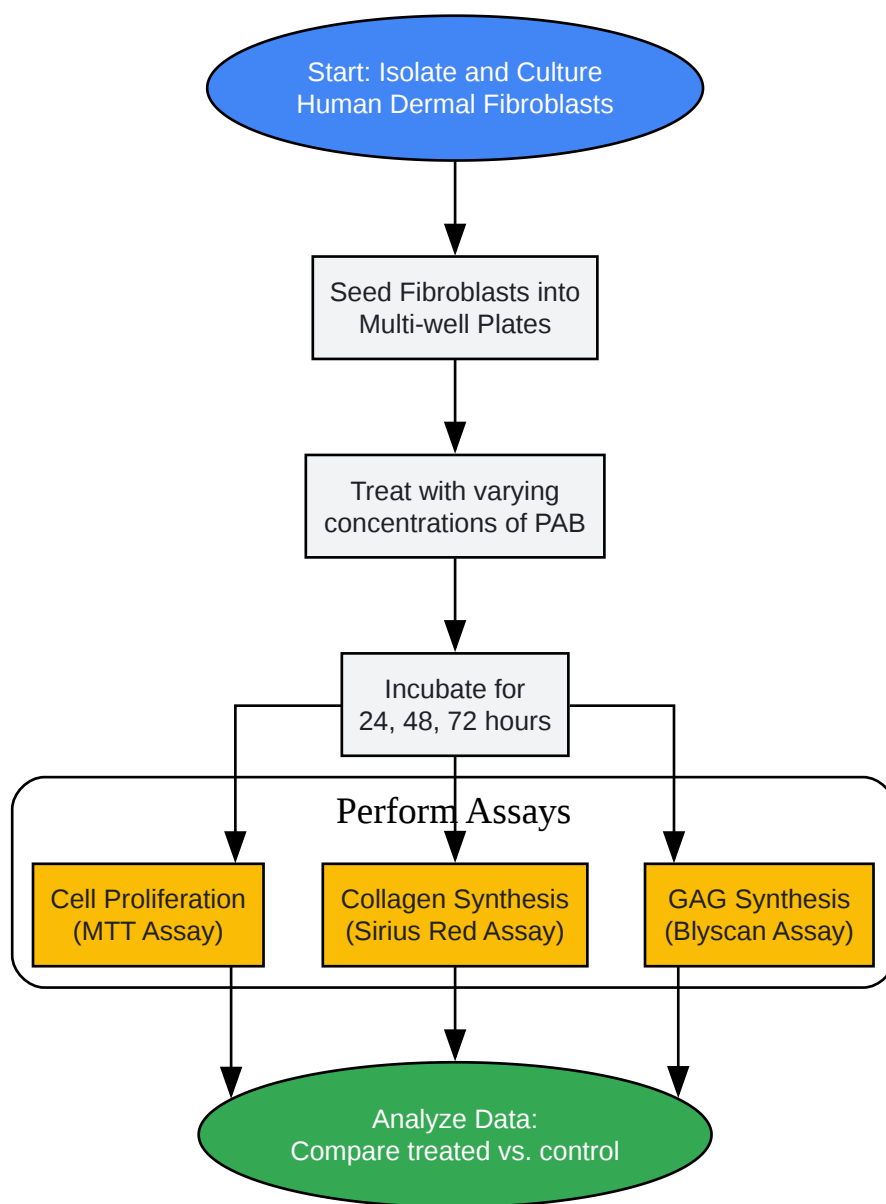 Start: Isolate and Culture
Human Dermal Fibroblasts
Seed Fibroblasts into
Multi-well Plates
Treat with varying
concentrations of PAB
Incubate for
24, 48, 72 hours
Perform Assays
Cell Proliferation
(MTT Assay)
Collagen Synthesis
(Sirius Red Assay)
GAG Synthesis
(Blyscan Assay)
Analyze Data:
Compare treated vs. control